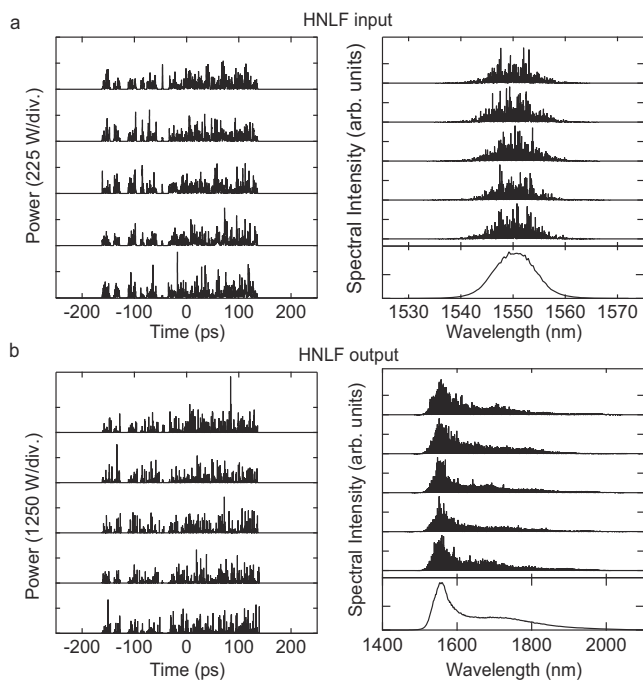 a
HNLF input
Power (225 W/div.)
-200 -100 0 100 200
Time (ps)
Spectral Intensity (arb. units)
1530 1540 1550 1560 1570
Wavelength (nm)
b
HNLF output
Power (1250 W/div.)
-200 -100 0 100 200
Time (ps)
Spectral Intensity (arb. units)
1400 1600 1800 2000
Wavelength (nm)